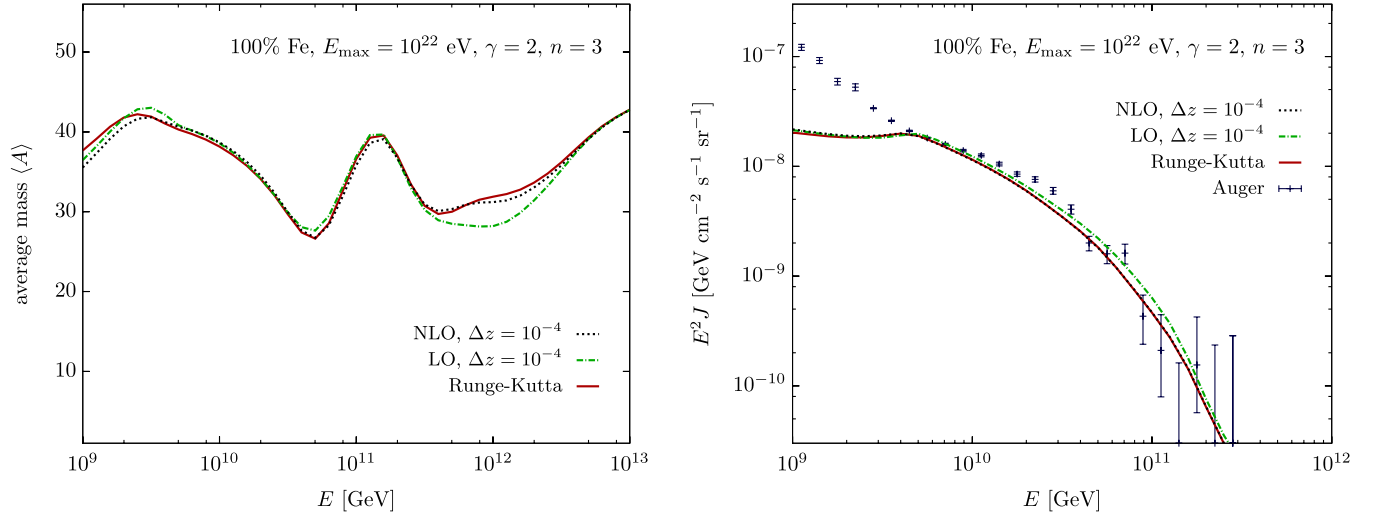 100% Fe, E_max = 10^22 eV, γ = 2, n = 3
average mass ⟨A⟩
50
40
30
20
10
NLO, Δz = 10^−4
LO, Δz = 10^−4
Runge-Kutta
10^9 10^10 10^11 10^12 10^13
E [GeV]
100% Fe, E_max = 10^22 eV, γ = 2, n = 3
E^2 J [GeV cm^−2 s^−1 sr^−1]
10^−7
10^−8
10^−9
10^−10
NLO, Δz = 10^−4
LO, Δz = 10^−4
Runge-Kutta
Auger
10^9 10^10 10^11 10^12
E [GeV]